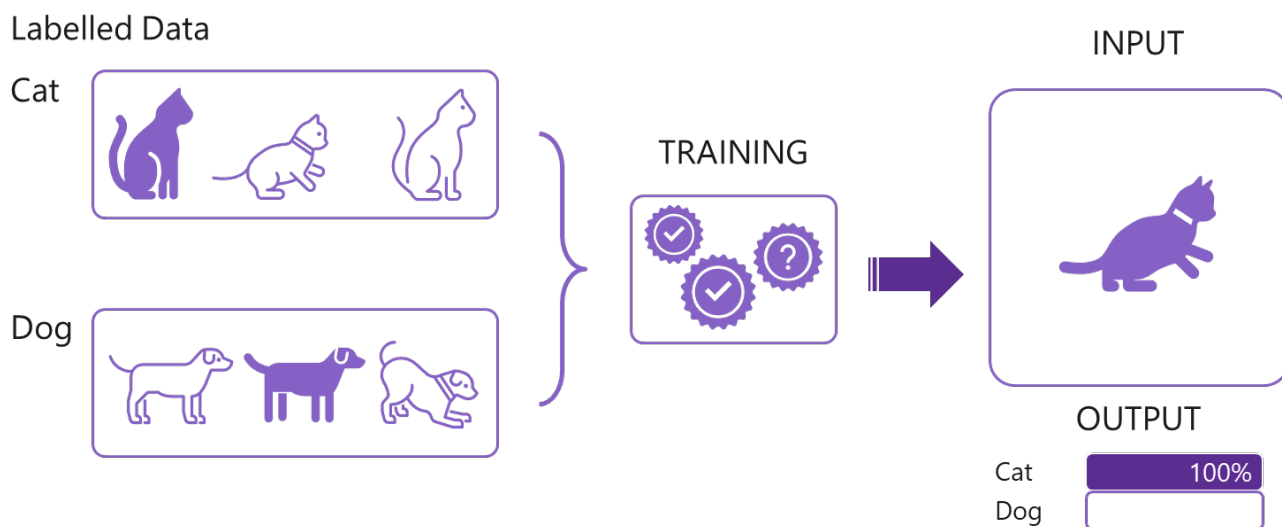 Labelled Data
Cat
Dog
TRAINING
?
INPUT
OUTPUT
Cat 100%
Dog